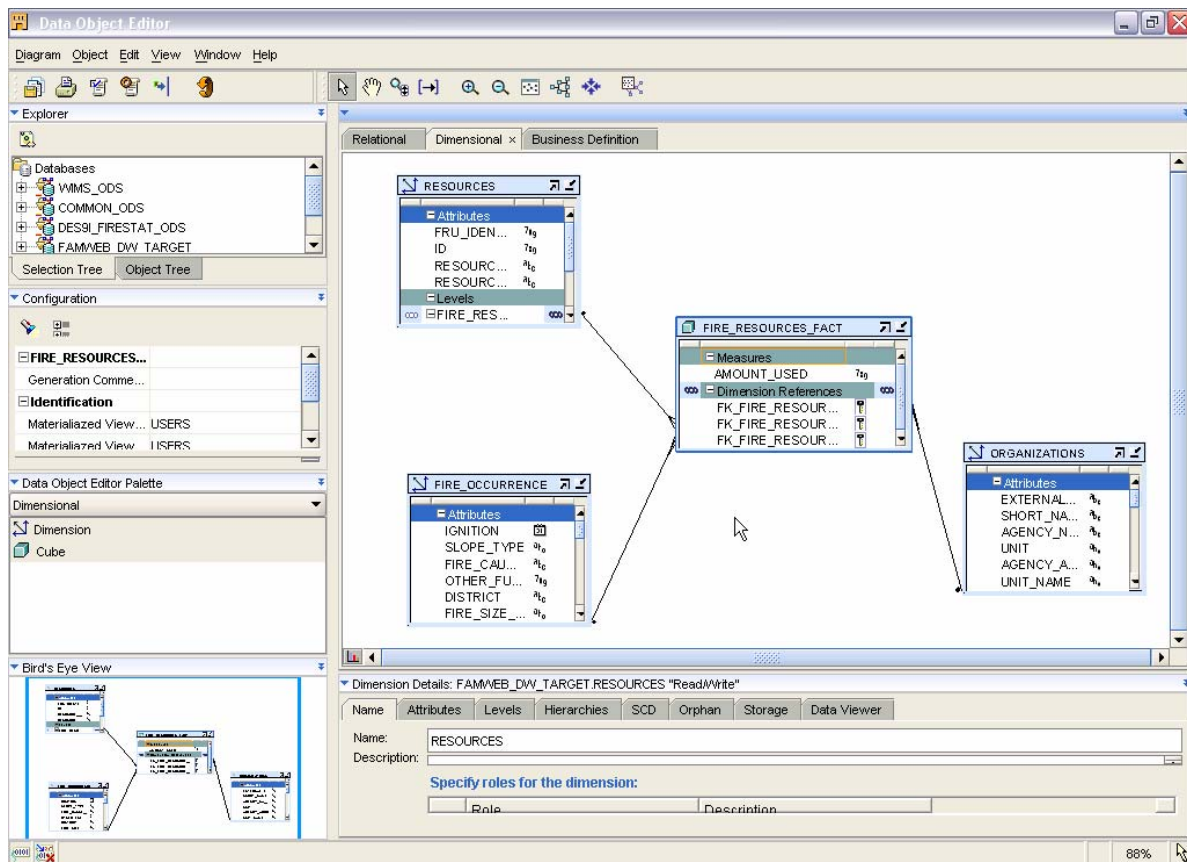 Data Object Editor
Diagram Object Edit View Window Help
Explorer
Databases
WIMS_ODS
COMMON_ODS
DES9I_FIRESTAT_ODS
FAMWEB_DW_TARGET
Selection Tree Object Tree
Configuration
FIRE_RESOURCES...
Generation Comme...
Identification
Materialiazed View... USERS
Materialiazed View USERS
Data Object Editor Palette
Dimensional
Dimension
Cube
Bird's Eye View
Relational Dimensional × Business Definition
RESOURCES
Attributes
FRU_IDEN...
ID
RESOURC...
RESOURC...
Levels
FIRE_RES...
FIRE_RESOURCES_FACT
Measures
AMOUNT_USED
Dimension References
FK_FIRE_RESOUR...
FK_FIRE_RESOUR...
FK_FIRE_RESOUR...
FIRE_OCCURRENCE
Attributes
IGNITION
SLOPE_TYPE
FIRE_CAU...
OTHER_FU...
DISTRICT
FIRE_SIZE_...
ORGANIZATIONS
Attributes
EXTERNAL...
SHORT_NA...
AGENCY_N...
UNIT
AGENCY_A...
UNIT_NAME
Dimension Details: FAMWEB_DW_TARGET.RESOURCES "Read/Write"
Name Attributes Levels Hierarchies SCD Orphan Storage Data Viewer
Name: RESOURCES
Description:
Specify roles for the dimension:
Role Description
88%